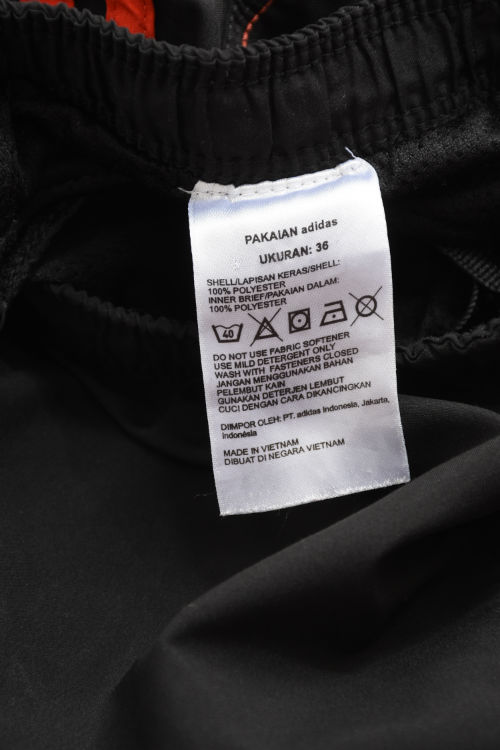 PAKAIAN adidas
UKURAN: 36
SHELL/LAPISAN KERAS/SHELL:
100% POLYESTER
INNER BRIEF/PAKAIAN DALAM:
100% POLYESTER
40
DO NOT USE FABRIC SOFTENER
USE MILD DETERGENT ONLY
WASH WITH FASTENERS CLOSED
JANGAN MENGGUNAKAN BAHAN
PELEMBUT KAIN
GUNAKAN DETERJEN LEMBUT
CUCI DENGAN CARA DIKANCINGKAN
DIIMPOR OLEH: PT. adidas Indonesia, Jakarta,
Indonésia
MADE IN VIETNAM
DIBUAT DI NEGARA VIETNAM